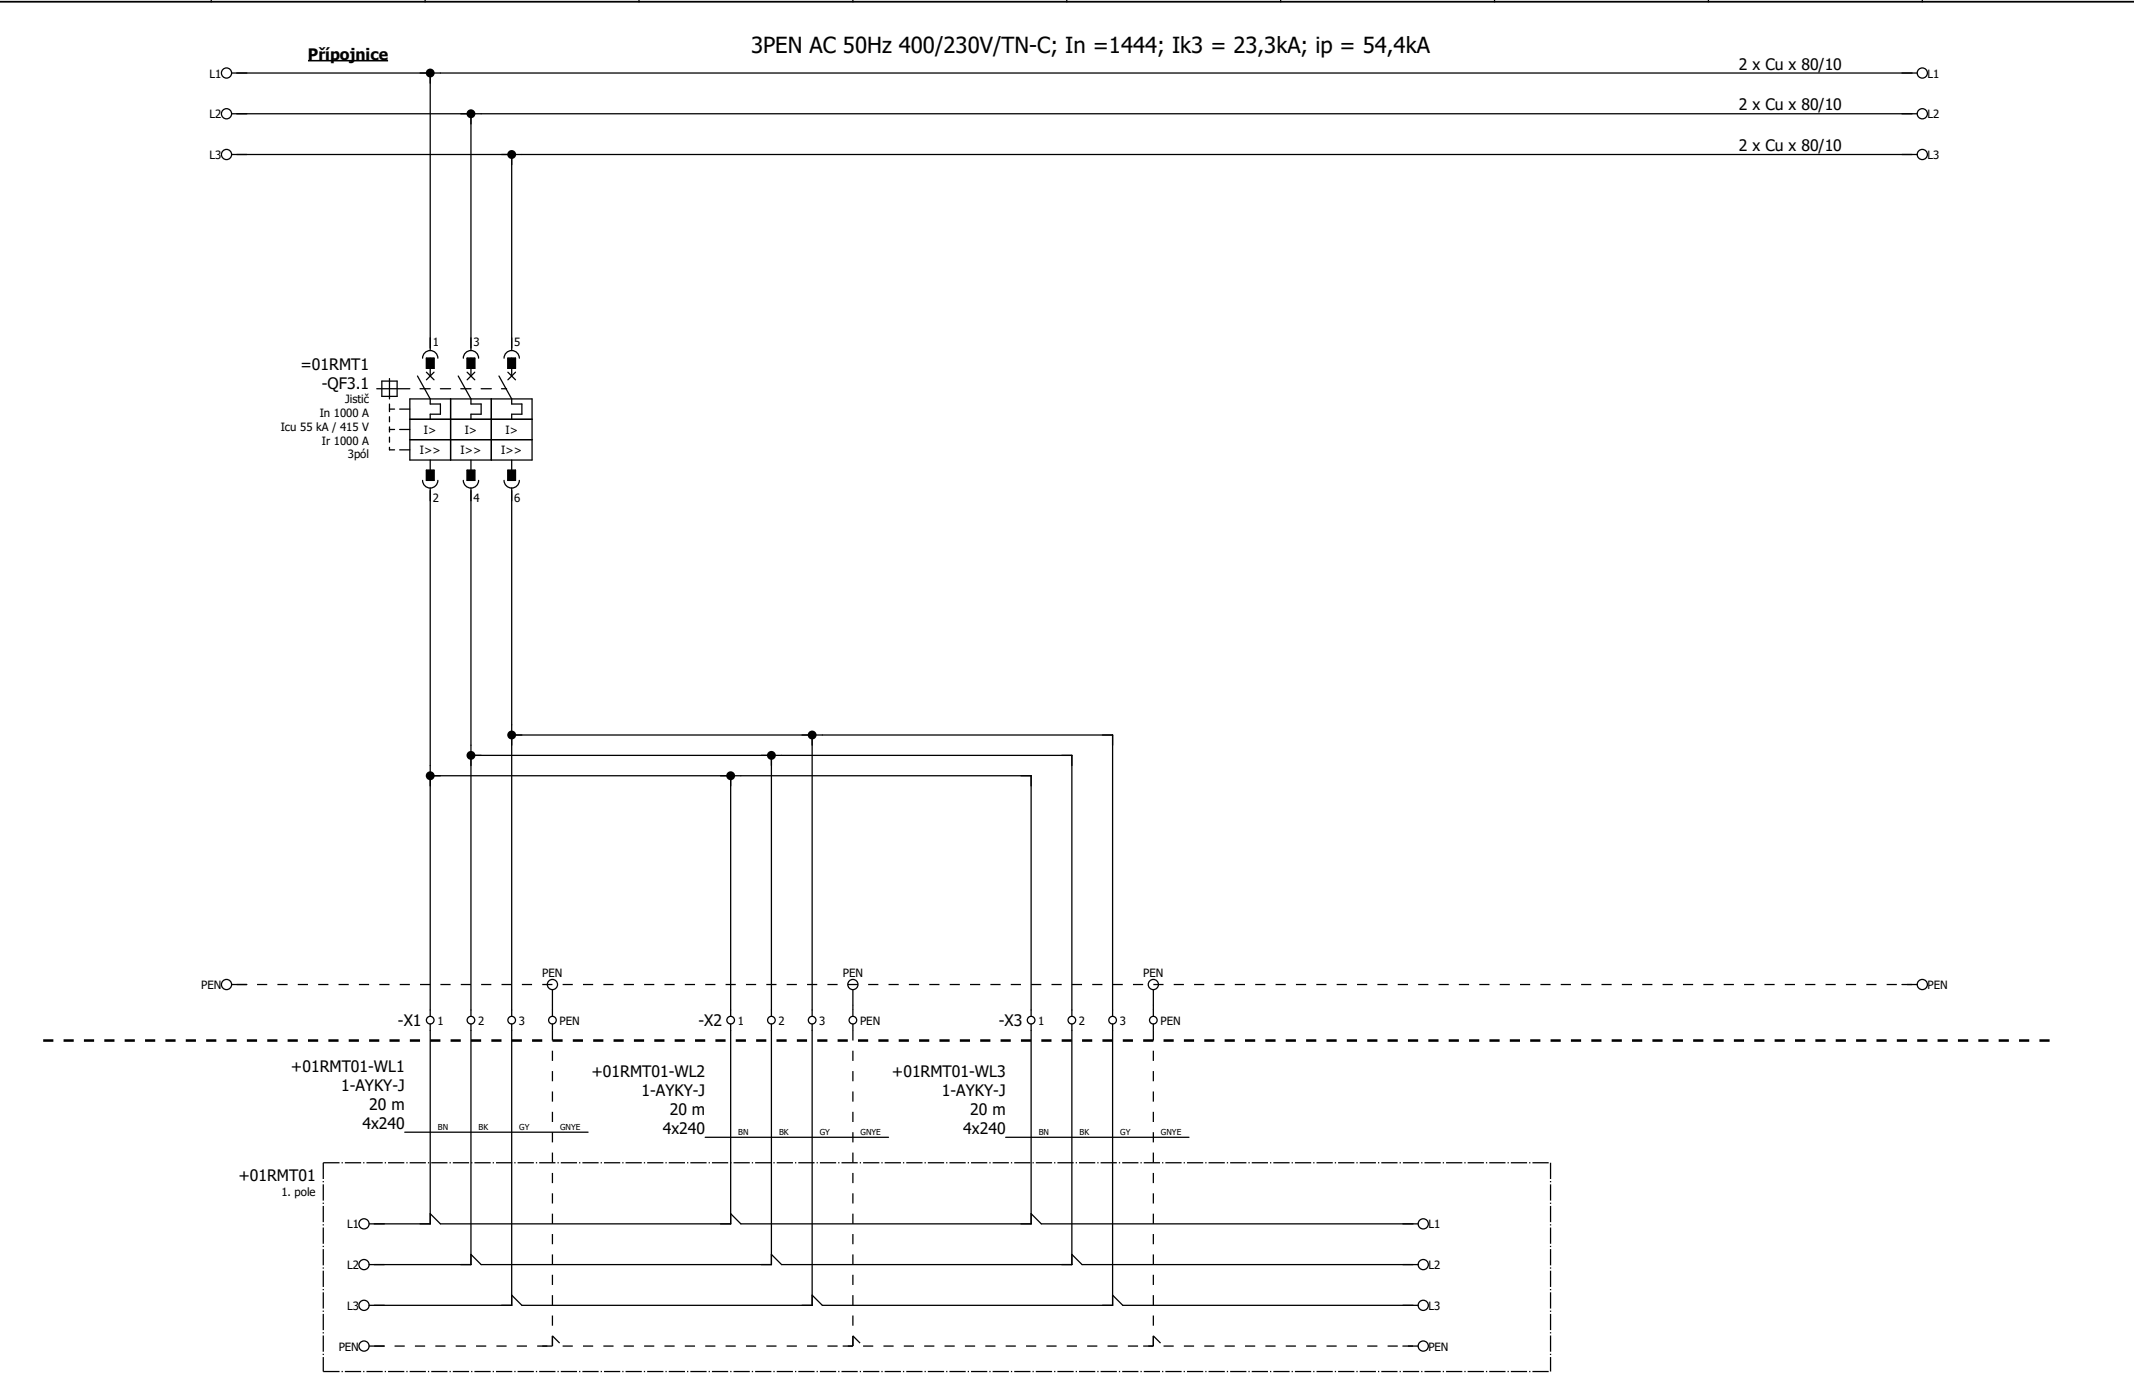 3PEN AC 50Hz 400/230V/TN-C; In =1444; Ik3 = 23,3kA; ip = 54,4kA
Přípojnice
L1 2 x Cu x 80/10 L1
L2 2 x Cu x 80/10 L2
L3 2 x Cu x 80/10 L3
1 3 5
=01RMT1
-QF3.1
Jistič
In 1000 A
Icu 55 kA / 415 V
Ir 1000 A
3pól
I> I> I>
I>> I>> I>>
2 4 6
PEN PEN PEN
PEN PEN
-X1 1 2 3 PEN -X2 1 2 3 PEN -X3 1 2 3 PEN
+01RMT01-WL1
1-AYKY-J
20 m
4x240 BN BK GY GNYE
+01RMT01-WL2
1-AYKY-J
20 m
4x240 BN BK GY GNYE
+01RMT01-WL3
1-AYKY-J
20 m
4x240 BN BK GY GNYE
+01RMT01
1. pole
L1 L1
L2 L2
L3 L3
PEN PEN